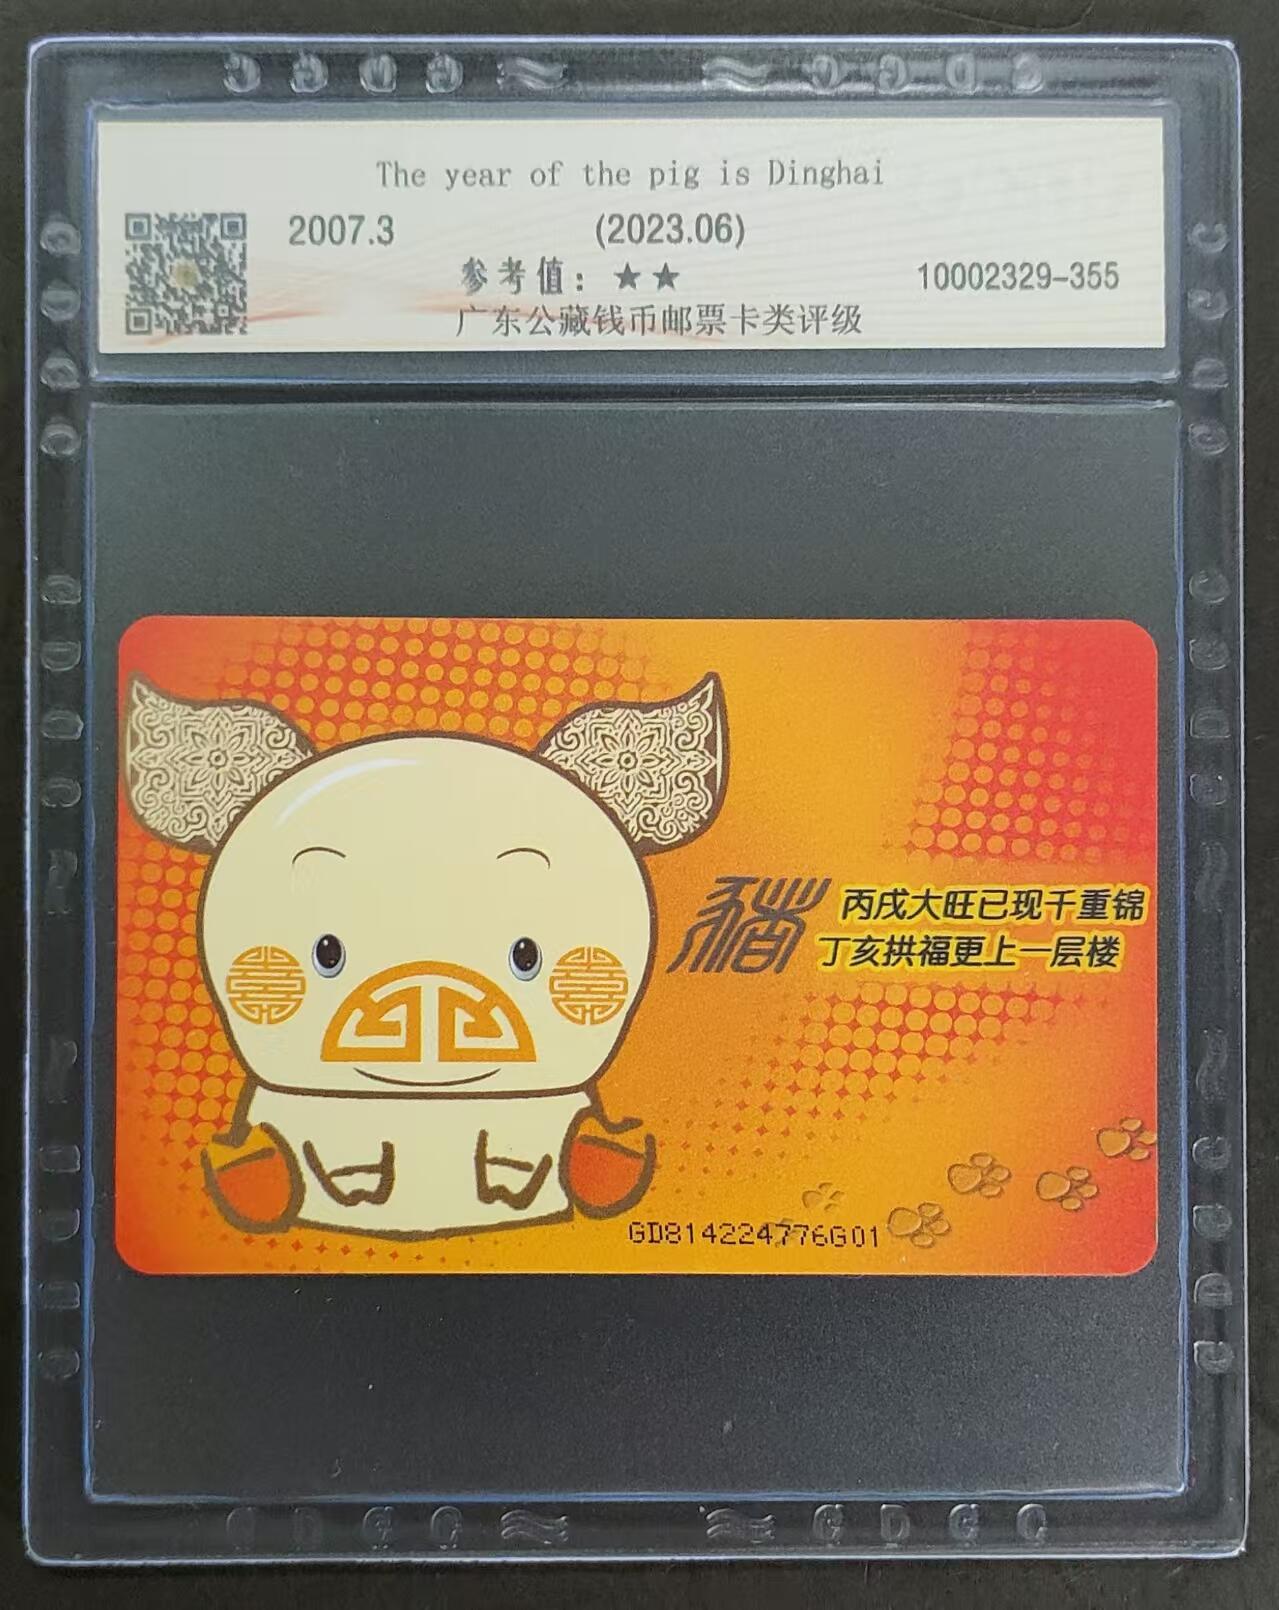 The year of the pig is Dinghai
2007.3 (2023.06)
参考值：★★ 10002329-355
广东公藏钱币邮票卡类评级
豬 丙戌大旺已现千重锦
丁亥拱福更上一层楼
GD814224776G01